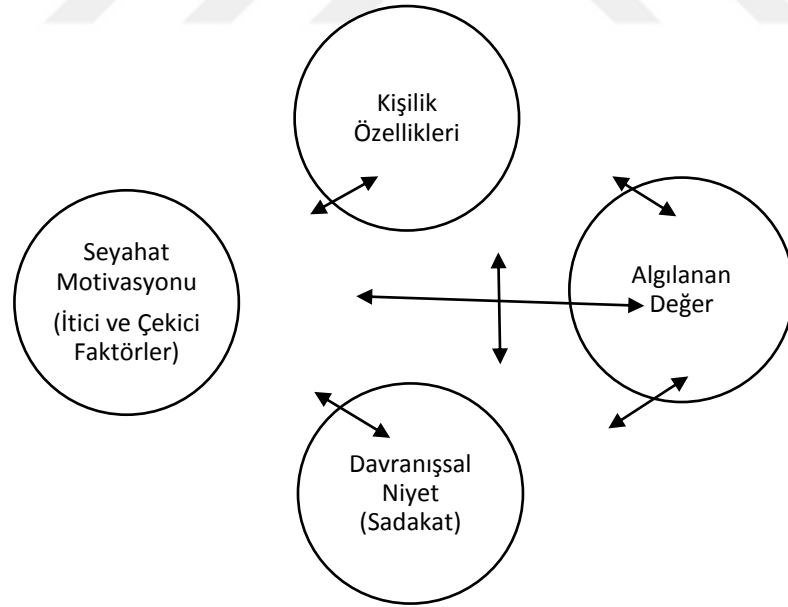 Kişilik
Özellikleri
Seyahat
Motivasyonu
(İtici ve Çekici
Faktörler)
Algılanan
Değer
Davranışsal
Niyet
(Sadakat)